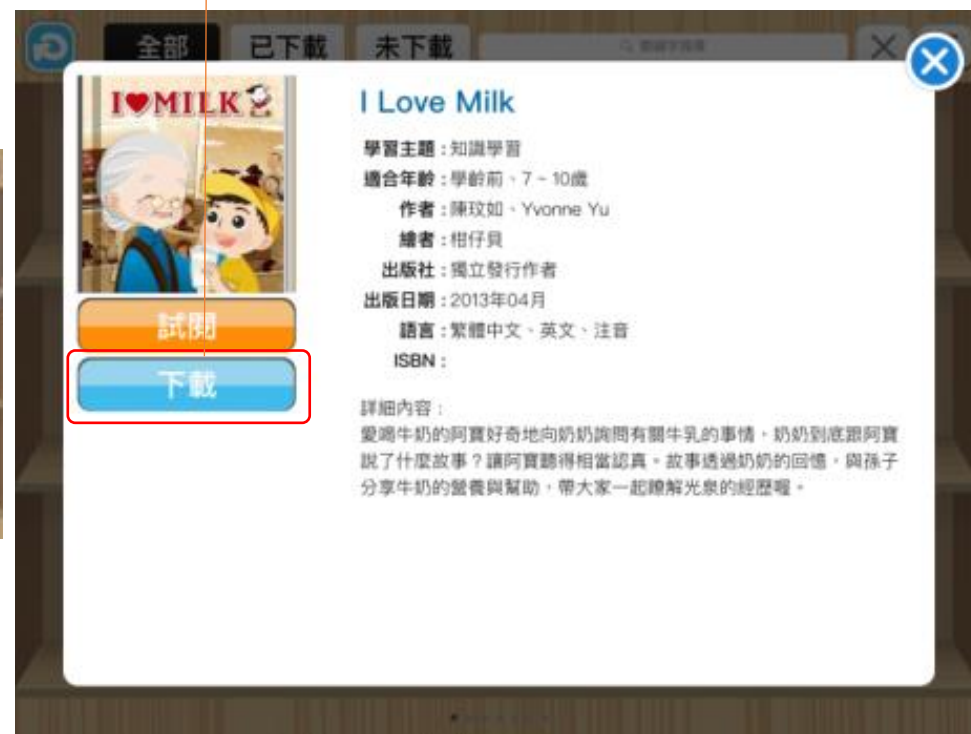 全部
已下載
未下載
I♥MILK
I Love Milk
學習主題：知識學習
適合年齡：學齡前、7 ~ 10歲
作者：陳玟如、Yvonne Yu
繪者：柑仔貝
出版社：獨立發行作者
出版日期：2013年04月
語言：繁體中文、英文、注音
ISBN：
試閱
下載
詳細內容：
愛喝牛奶的阿寶好奇地向奶奶詢問有關牛乳的事情，奶奶到底跟阿寶
說了什麼故事？讓阿寶聽得相當認真。故事透過奶奶的回憶，與孫子
分享牛奶的營養與幫助，帶大家一起瞭解光泉的經歷喔。